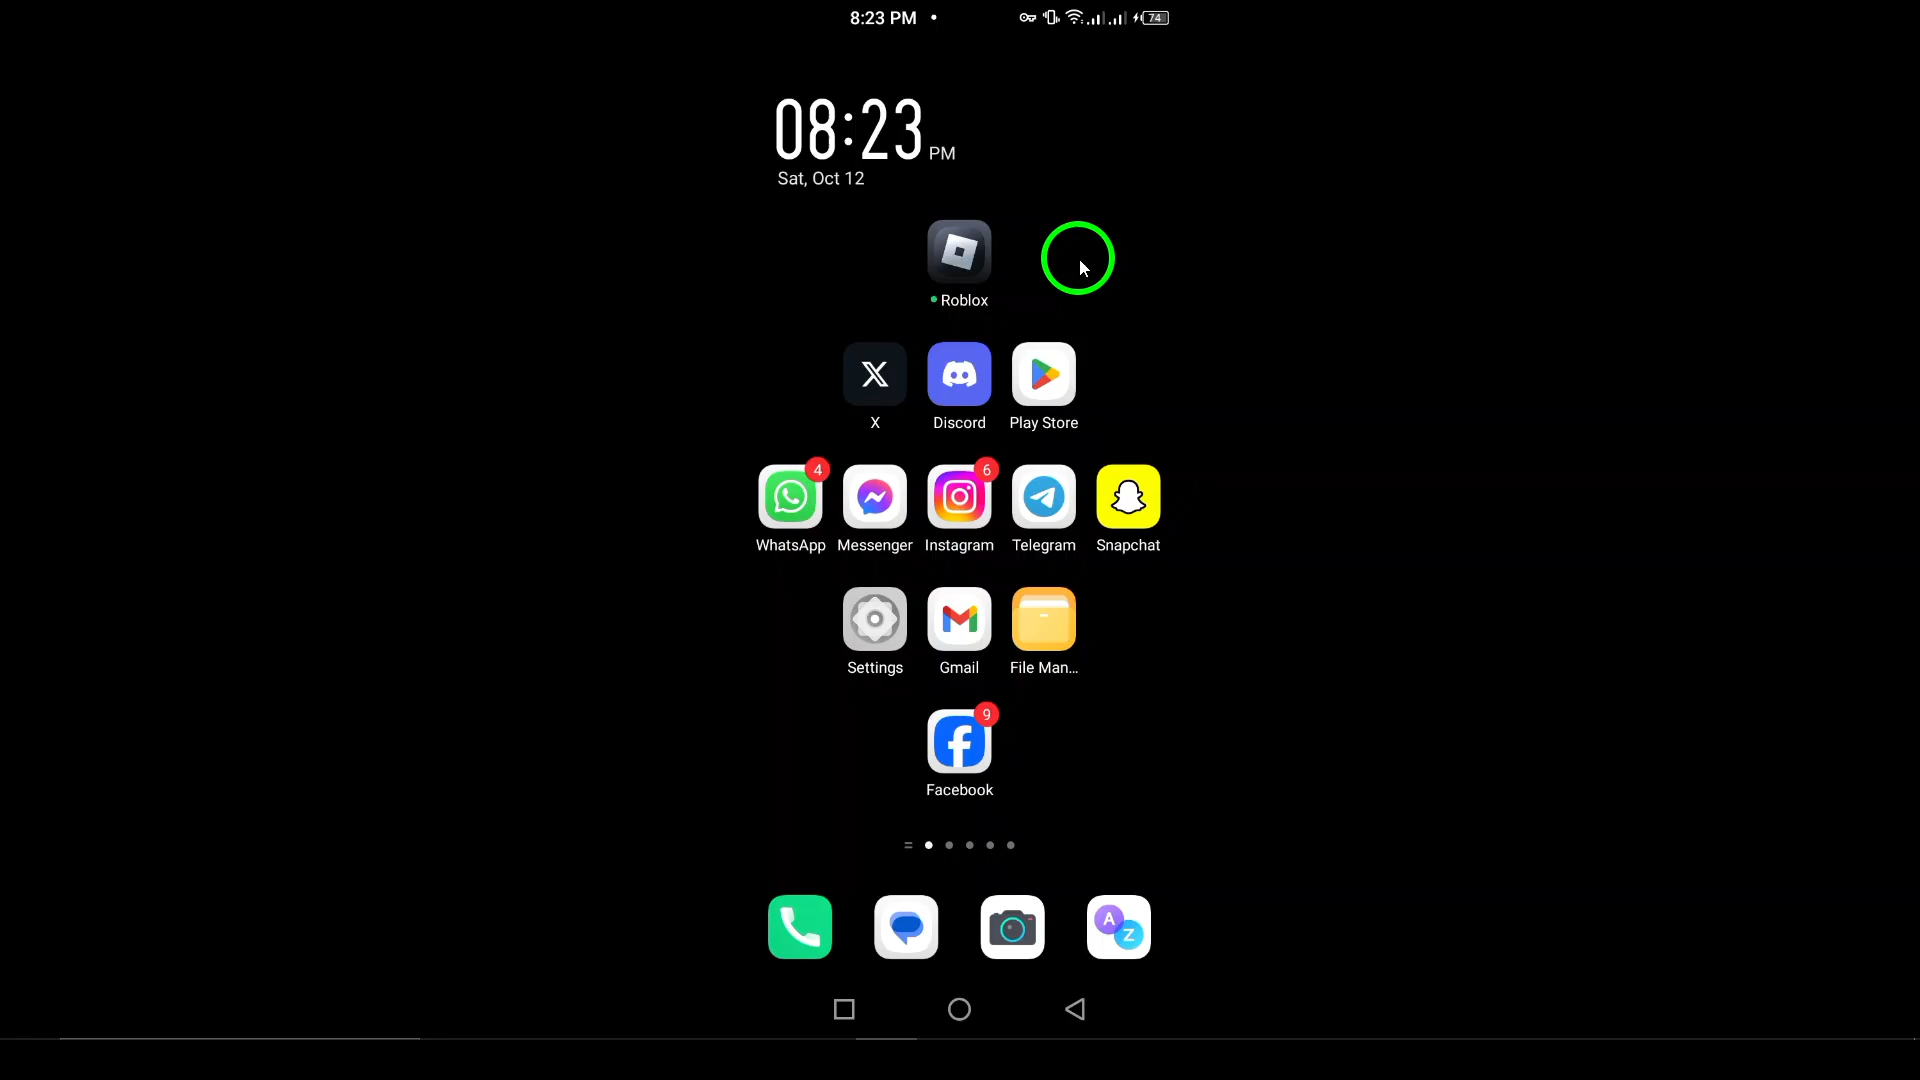 8:23 PM
74
08:23 PM
Sat, Oct 12
Roblox
X
Discord
Play Store
4
6
WhatsApp
Messenger
Instagram
Telegram
Snapchat
Settings
Gmail
File Man...
9
Facebook
A
Z